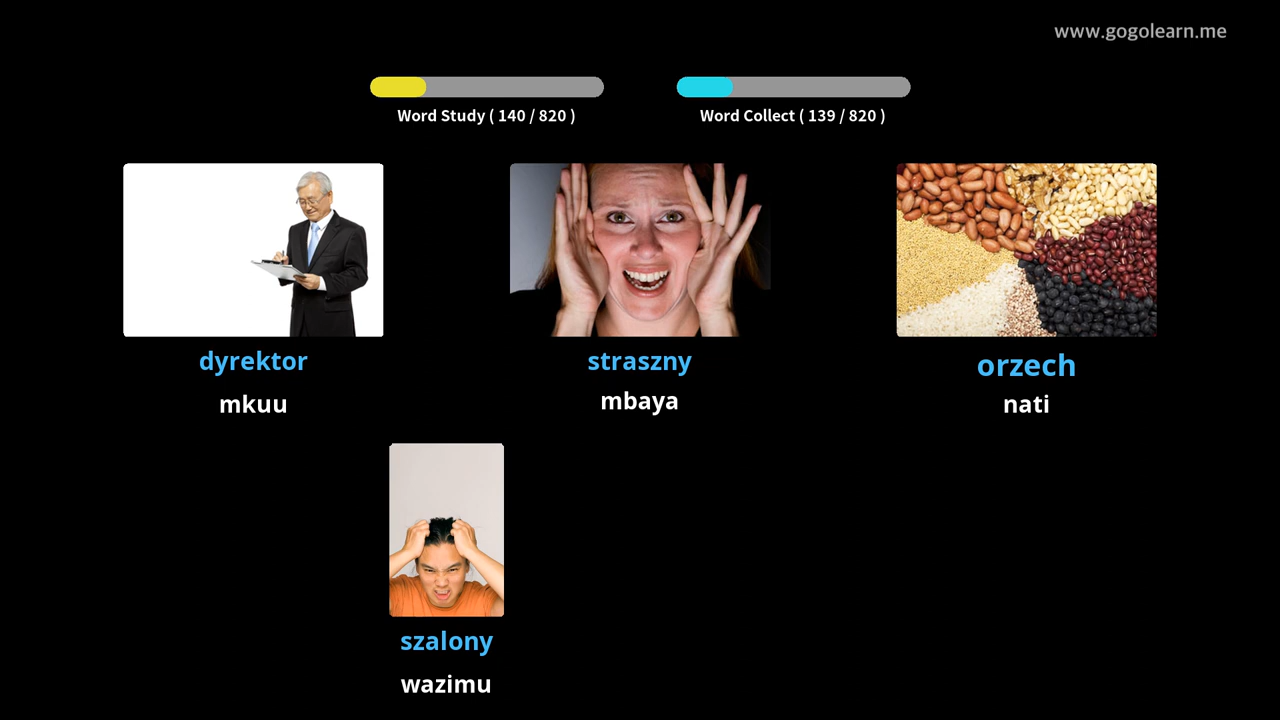 www.gogolearn.me
Word Study ( 140 / 820 )
Word Collect ( 139 / 820 )
dyrektor
mkuu
straszny
mbaya
orzech
nati
szalony
wazimu